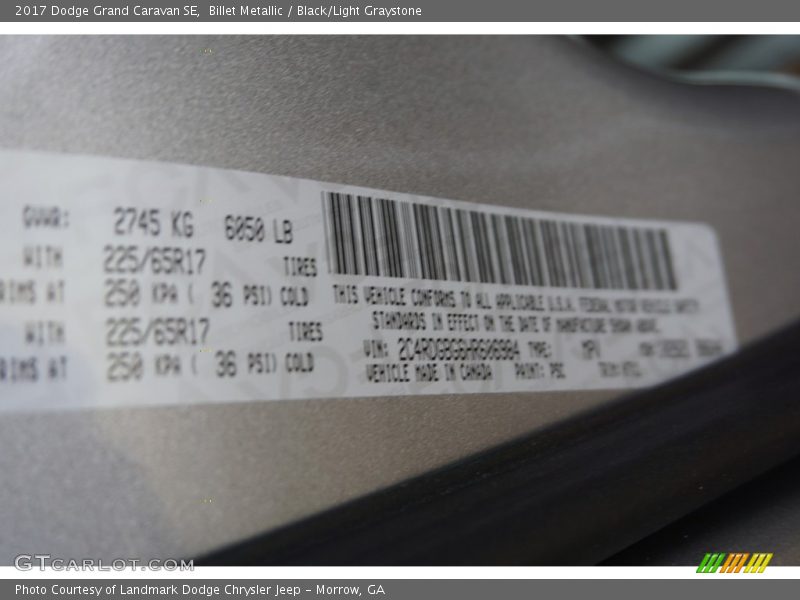 2017 Dodge Grand Caravan SE, Billet Metallic / Black/Light Graystone
GVWR: 2745 KG 6050 LB
WITH 225/65R17 TIRES
RIMS AT 250 KPA ( 36 PSI) COLD
WITH 225/65R17 TIRES
RIMS AT 250 KPA ( 36 PSI) COLD
THIS VEHICLE CONFORMS TO ALL APPLICABLE U.S.A. FEDERAL MOTOR VEHICLE SAFETY
STANDARDS IN EFFECT ON THE DATE OF MANUFACTURE SHOWN ABOVE.
VIN: TYPE: MPV
VEHICLE MADE IN CANADA PAINT: PSC
GTCARLOT.COM
Photo Courtesy of Landmark Dodge Chrysler Jeep – Morrow, GA